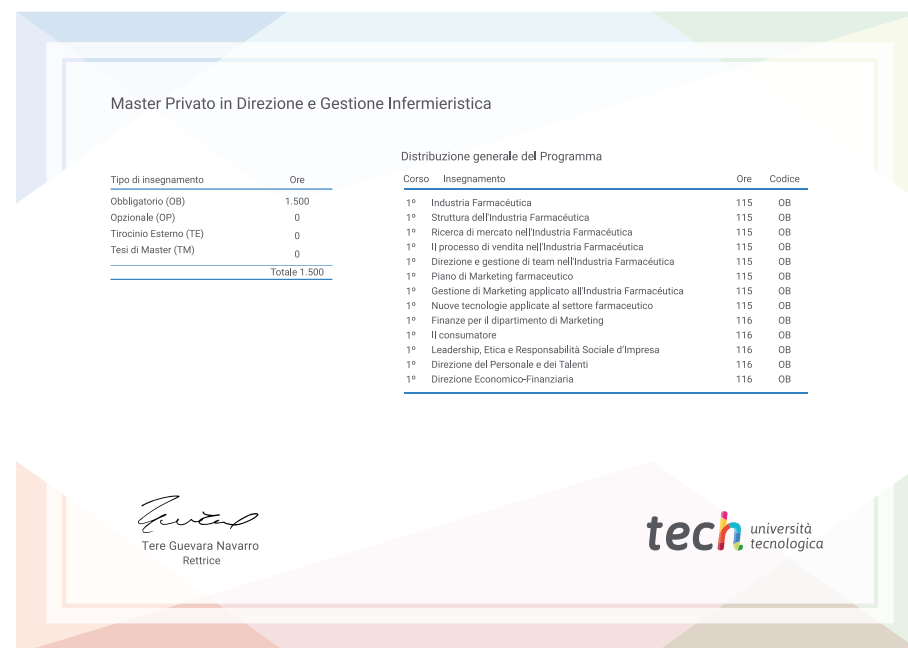 Master Privato in Direzione e Gestione Infermieristica
Tipo di insegnamento Ore
Obbligatorio (OB) 1.500
Opzionale (OP) 0
Tirocinio Esterno (TE) 0
Tesi di Master (TM) 0
Totale 1.500
Distribuzione generale del Programma
Corso Insegnamento Ore Codice
1º Industria Farmacéutica 115 OB
1º Struttura dell'Industria Farmacéutica 115 OB
1º Ricerca di mercato nell'Industria Farmacéutica 115 OB
1º Il processo di vendita nell'Industria Farmacéutica 115 OB
1º Direzione e gestione di team nell'Industria Farmacéutica 115 OB
1º Piano di Marketing farmaceutico 115 OB
1º Gestione di Marketing applicato all'Industria Farmacéutica 115 OB
1º Nuove tecnologie applicate al settore farmaceutico 115 OB
1º Finanze per il dipartimento di Marketing 116 OB
1º Il consumatore 116 OB
1º Leadership, Etica e Responsabilità Sociale d'Impresa 116 OB
1º Direzione del Personale e dei Talenti 116 OB
1º Direzione Economico-Finanziaria 116 OB
Tere Guevara Navarro
Rettrice
tech università
tecnologica